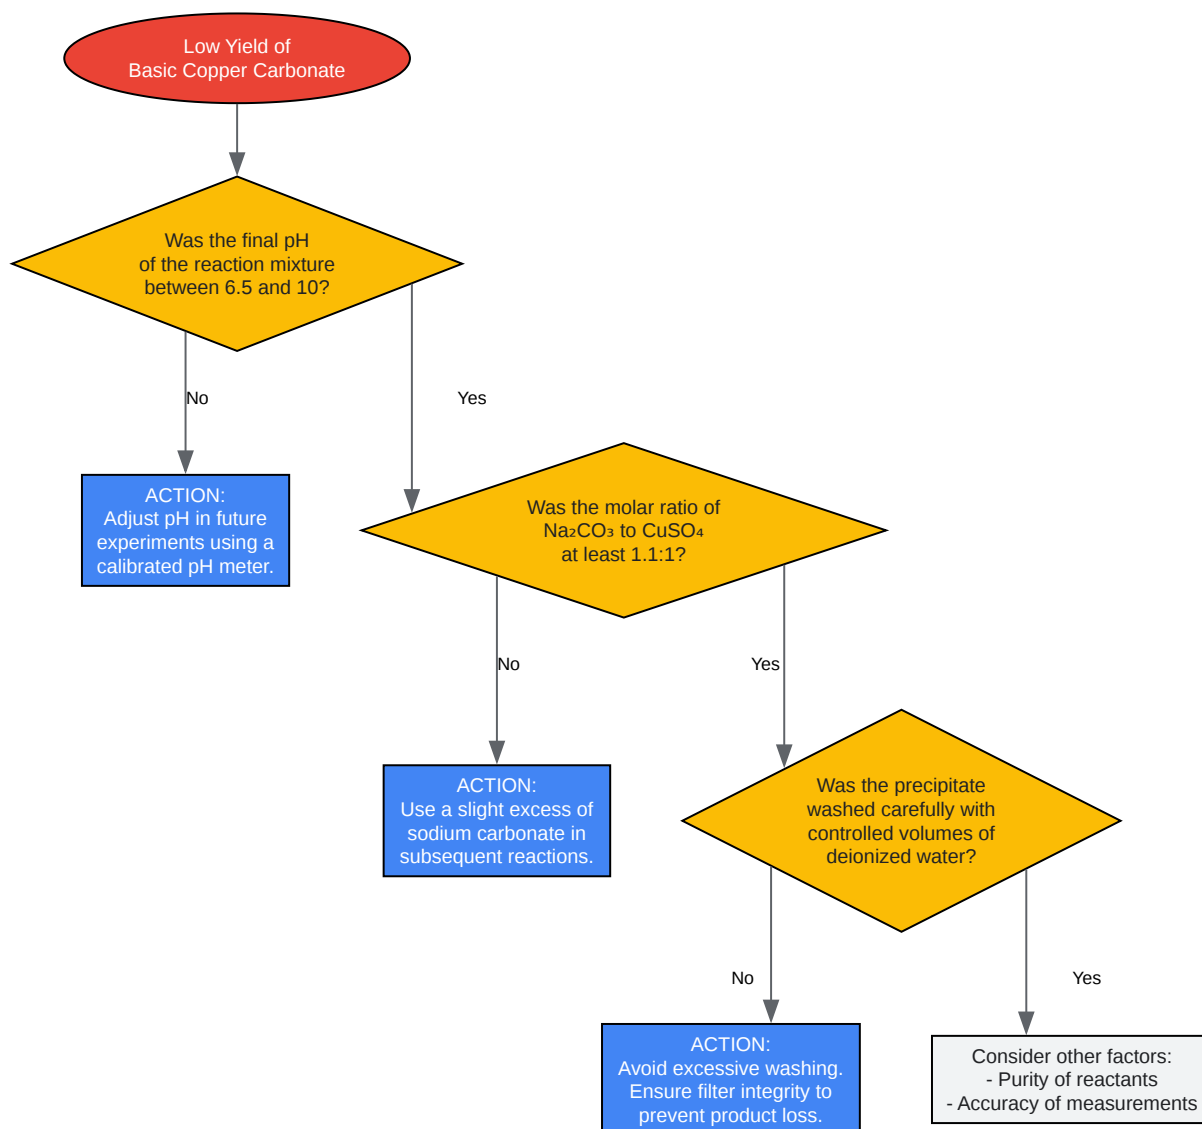 Low Yield of
Basic Copper Carbonate
Was the final pH
of the reaction mixture
between 6.5 and 10?
No
Yes
ACTION:
Adjust pH in future
experiments using a
calibrated pH meter.
Was the molar ratio of
Na₂CO₃ to CuSO₄
at least 1.1:1?
No
Yes
ACTION:
Use a slight excess of
sodium carbonate in
subsequent reactions.
Was the precipitate
washed carefully with
controlled volumes of
deionized water?
No
Yes
ACTION:
Avoid excessive washing.
Ensure filter integrity to
prevent product loss.
Consider other factors:
- Purity of reactants
- Accuracy of measurements